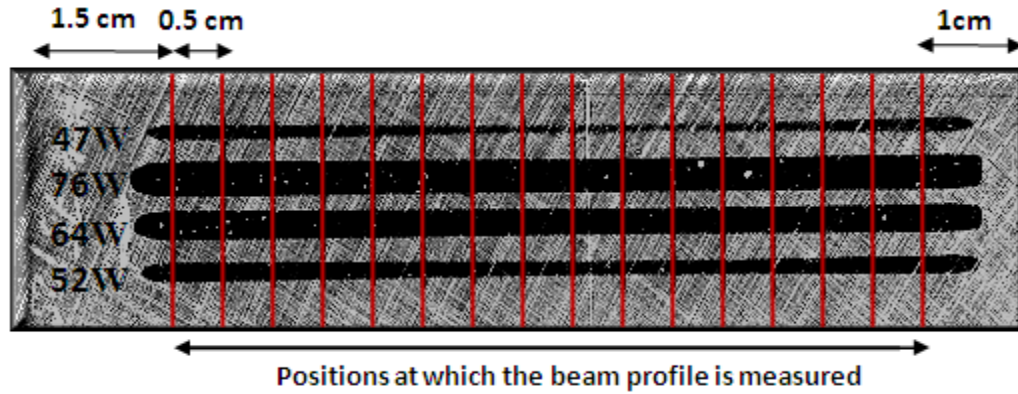 1.5 cm 0.5 cm 1cm
47W
76W
64W
52W
Positions at which the beam profile is measured